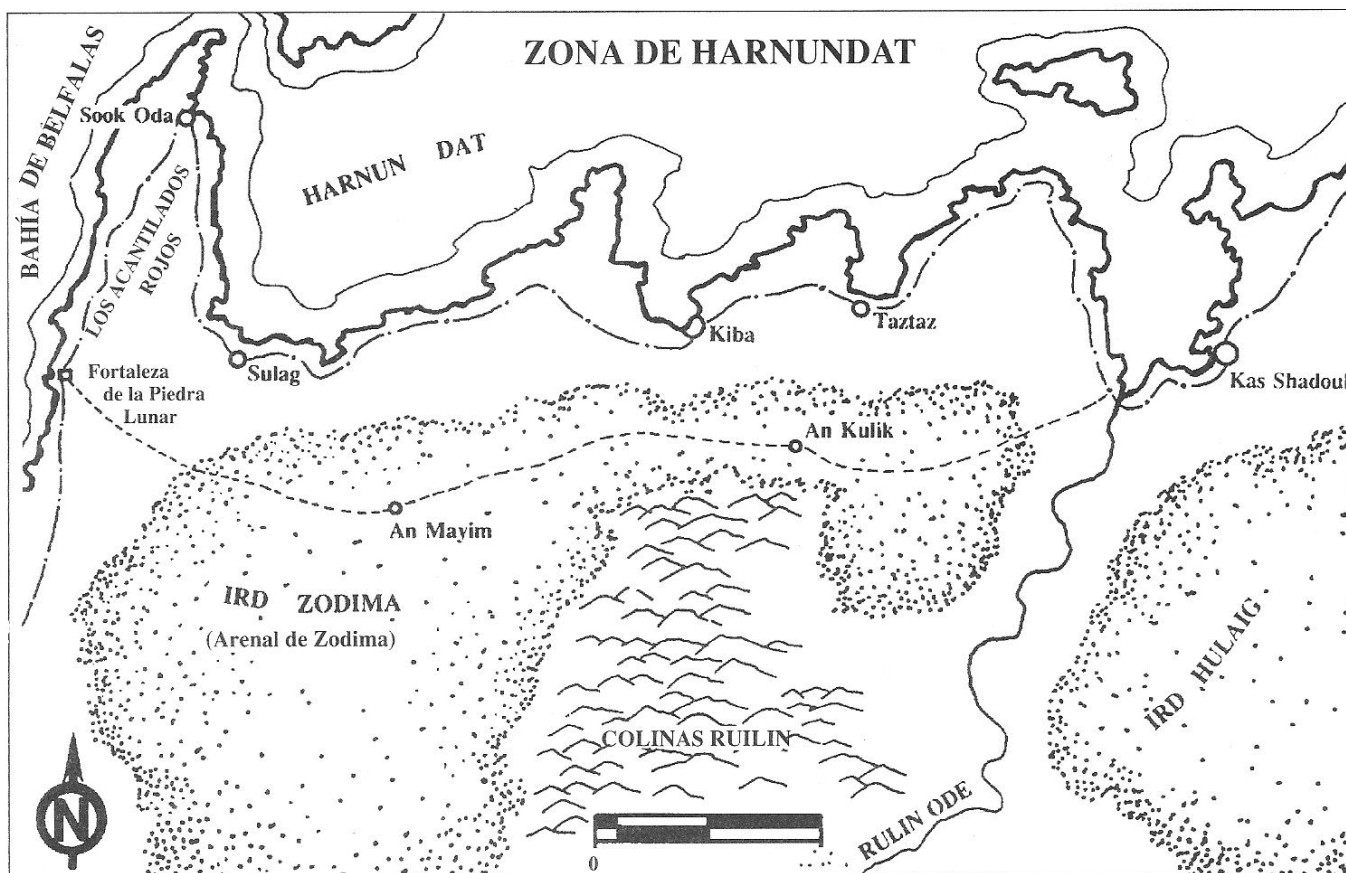 ZONA DE HARNUNDAT
BAHÍA DE BELFALAS
Sook Oda
HARNUN DAT
LOS ACANTILADOS
ROJOS
Sulag
Kiba
Taztaz
Kas Shadoul
Fortaleza
de la Piedra
Lunar
An Kulik
An Mayim
IRD ZODIMA
(Arenal de Zodima)
IRD HULAIG
COLINAS RUILIN
RULIN ODE
N
0